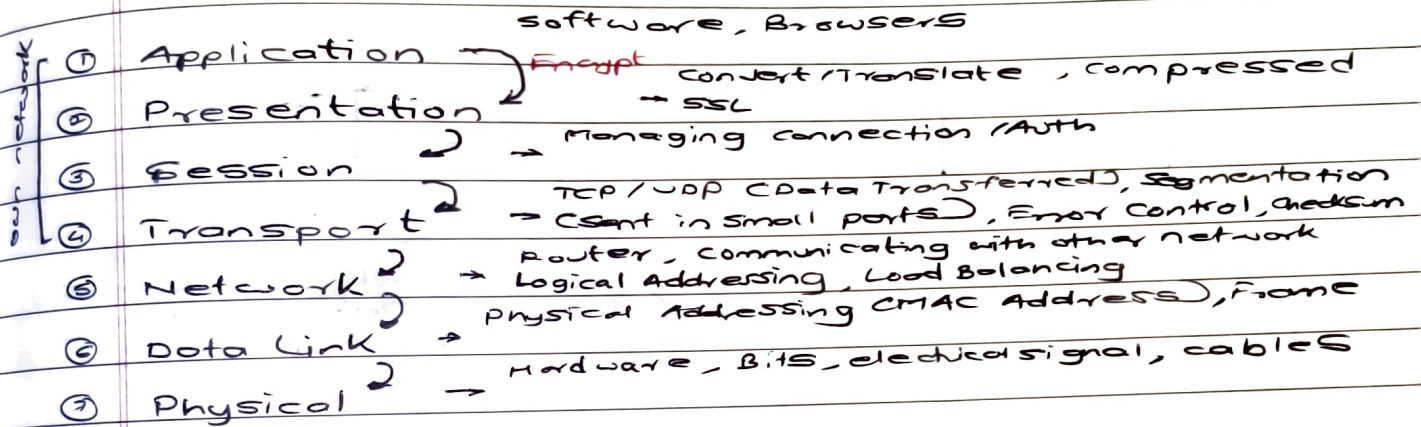 software, Browsers
① Application Encrypt
Convert/Translate, compressed
② Presentation → SSL
Managing connection /Auth
③ Session →
TCP/UDP (Data Transferred), Segmentation
④ Transport → (Sent in small parts), Error Control, checksum
Router, communicating with other network
⑤ Network → Logical Addressing, Load Balancing
Physical Addressing (MAC Address), Frame
⑥ Data Link →
Hardware, Bits, electrical signal, cables
⑦ Physical →
our network